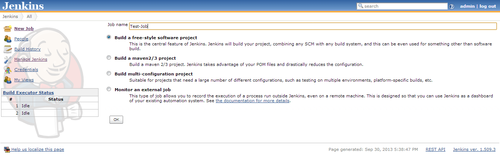 Jenkins
search
admin | log out
Jenkins
All
New Job
People
Build History
Manage Jenkins
Credentials
My Views
Build Executor Status
# Status
1 Idle
2 Idle
Job name Test-Job
Build a free-style software project
This is the central feature of Jenkins. Jenkins will build your project, combining any SCM with any build system, and this can be even used for something other than software
build.
Build a maven2/3 project
Build a maven 2/3 project. Jenkins takes advantage of your POM files and drastically reduces the configuration.
Build multi-configuration project
Suitable for projects that need a large number of different configurations, such as testing on multiple environments, platform-specific builds, etc.
Monitor an external job
This type of job allows you to record the execution of a process run outside Jenkins, even on a remote machine. This is designed so that you can use Jenkins as a
dashboard of your existing automation system. See the documentation for more details.
OK
Help us localize this page
Page generated: Sep 30, 2013 5:38:47 PM REST API Jenkins ver. 1.509.3